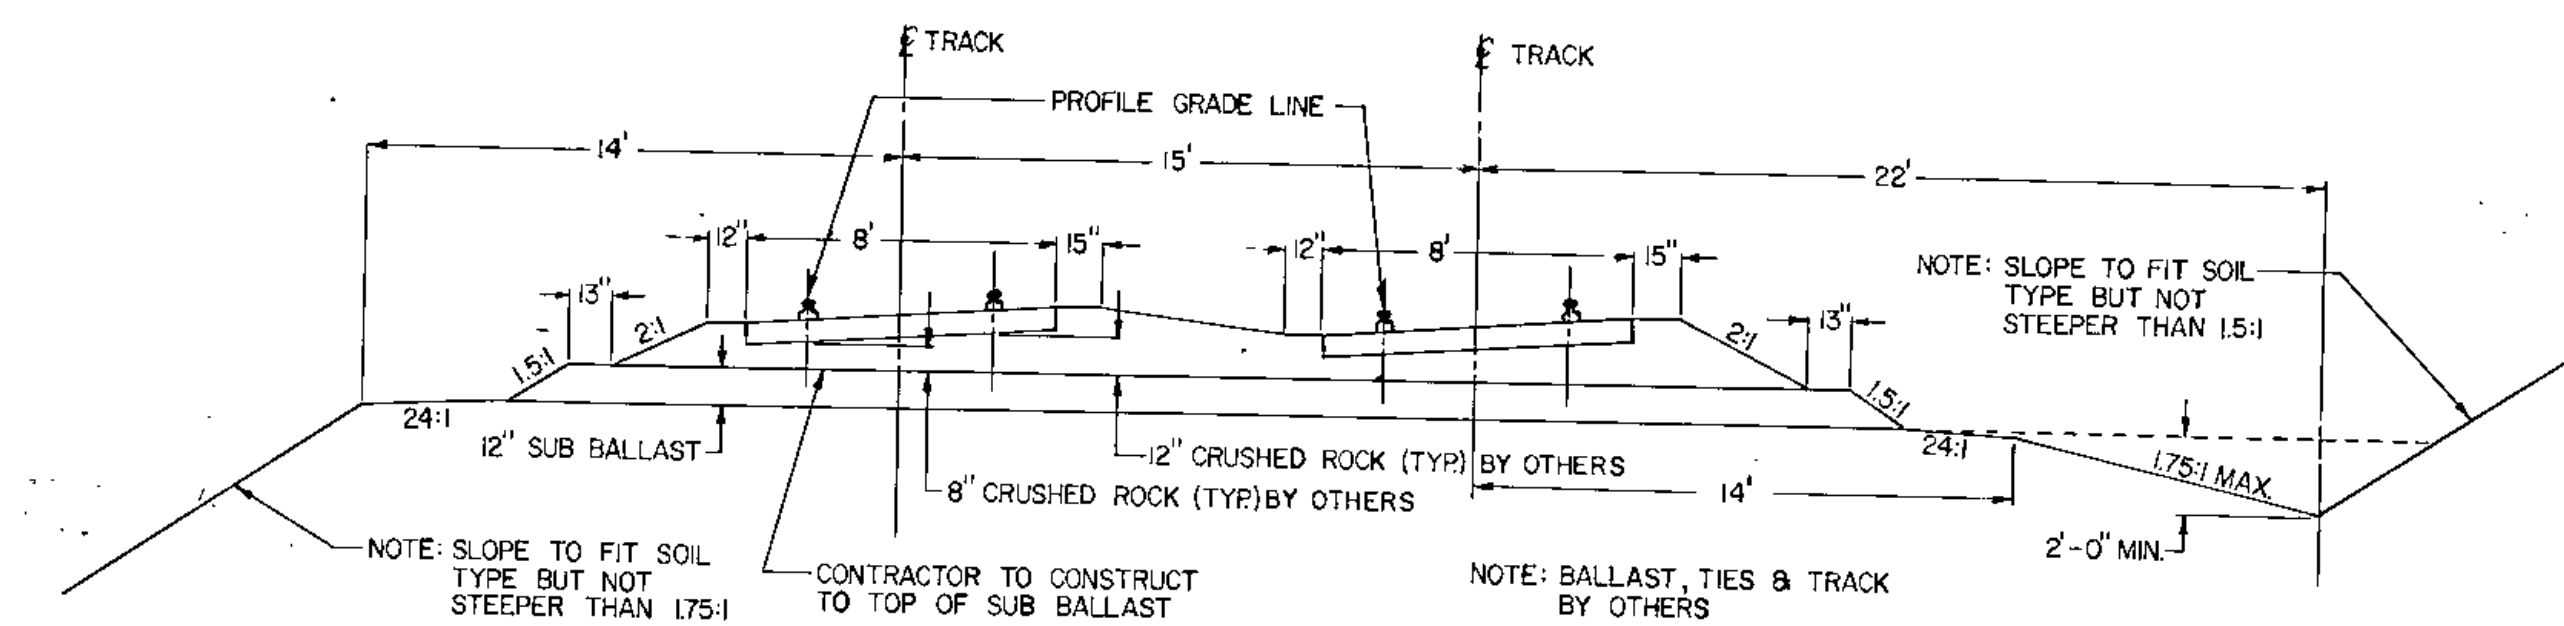 ℄ TRACK
℄ TRACK
PROFILE GRADE LINE
14'
15'
22'
12"
8'
15"
12"
8'
15"
13"
2:1
1.5:1
2:1
13"
1.5:1
NOTE: SLOPE TO FIT SOIL
TYPE BUT NOT
STEEPER THAN 1.5:1
24:1
12" SUB BALLAST
12" CRUSHED ROCK (TYP.) BY OTHERS
8" CRUSHED ROCK (TYP.) BY OTHERS
24:1
1.75:1 MAX.
14'
2'-0" MIN.
NOTE: SLOPE TO FIT SOIL
TYPE BUT NOT
STEEPER THAN 1.75:1
CONTRACTOR TO CONSTRUCT
TO TOP OF SUB BALLAST
NOTE: BALLAST, TIES & TRACK
BY OTHERS